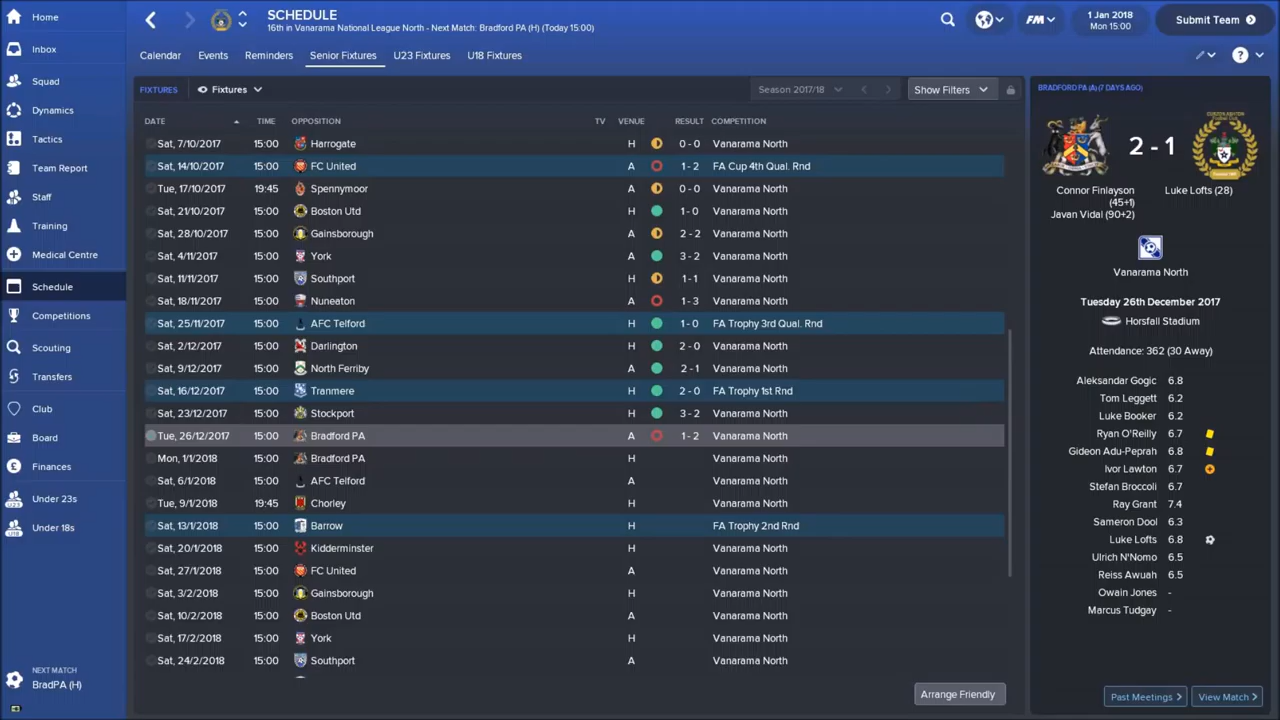 Home
Inbox
Squad
Dynamics
Tactics
Team Report
Staff
Training
Medical Centre
Schedule
Competitions
Scouting
Transfers
Club
Board
Finances
Under 23s
Under 18s
NEXT MATCH
BradPA (H)
SCHEDULE
16th in Vanarama National League North - Next Match: Bradford PA (H) (Today 15:00)
FM
1 Jan 2018
Mon 15:00
Submit Team
Calendar Events Reminders Senior Fixtures U23 Fixtures U18 Fixtures
?
FIXTURES Fixtures Season 2017/18 Show Filters
DATE TIME OPPOSITION TV VENUE RESULT COMPETITION
Sat, 7/10/2017 15:00 Harrogate H 0 - 0 Vanarama North
Sat, 14/10/2017 15:00 FC United A 1 - 2 FA Cup 4th Qual. Rnd
Tue, 17/10/2017 19:45 Spennymoor A 0 - 0 Vanarama North
Sat, 21/10/2017 15:00 Boston Utd H 1 - 0 Vanarama North
Sat, 28/10/2017 15:00 Gainsborough A 2 - 2 Vanarama North
Sat, 4/11/2017 15:00 York A 3 - 2 Vanarama North
Sat, 11/11/2017 15:00 Southport H 1 - 1 Vanarama North
Sat, 18/11/2017 15:00 Nuneaton A 1 - 3 Vanarama North
Sat, 25/11/2017 15:00 AFC Telford H 1 - 0 FA Trophy 3rd Qual. Rnd
Sat, 2/12/2017 15:00 Darlington H 2 - 0 Vanarama North
Sat, 9/12/2017 15:00 North Ferriby A 2 - 1 Vanarama North
Sat, 16/12/2017 15:00 Tranmere H 2 - 0 FA Trophy 1st Rnd
Sat, 23/12/2017 15:00 Stockport H 3 - 2 Vanarama North
Tue, 26/12/2017 15:00 Bradford PA A 1 - 2 Vanarama North
Mon, 1/1/2018 15:00 Bradford PA H Vanarama North
Sat, 6/1/2018 15:00 AFC Telford A Vanarama North
Tue, 9/1/2018 19:45 Chorley H Vanarama North
Sat, 13/1/2018 15:00 Barrow H FA Trophy 2nd Rnd
Sat, 20/1/2018 15:00 Kidderminster H Vanarama North
Sat, 27/1/2018 15:00 FC United A Vanarama North
Sat, 3/2/2018 15:00 Gainsborough H Vanarama North
Sat, 10/2/2018 15:00 Boston Utd A Vanarama North
Sat, 17/2/2018 15:00 York H Vanarama North
Sat, 24/2/2018 15:00 Southport A Vanarama North
Arrange Friendly
BRADFORD PA (A) (7 DAYS AGO)
2 - 1
Connor Finlayson (45+1)
Javan Vidal (90+2)
Luke Lofts (28)
Vanarama North
Tuesday 26th December 2017
Horsfall Stadium
Attendance: 362 (30 Away)
Aleksandar Gogic 6.8
Tom Leggett 6.2
Luke Booker 6.2
Ryan O'Reilly 6.7
Gideon Adu-Peprah 6.8
Ivor Lawton 6.7
Stefan Broccoli 6.7
Ray Grant 7.4
Sameron Dool 6.3
Luke Lofts 6.8
Ulrich N'Nomo 6.5
Reiss Awuah 6.5
Owain Jones -
Marcus Tudgay -
Past Meetings View Match